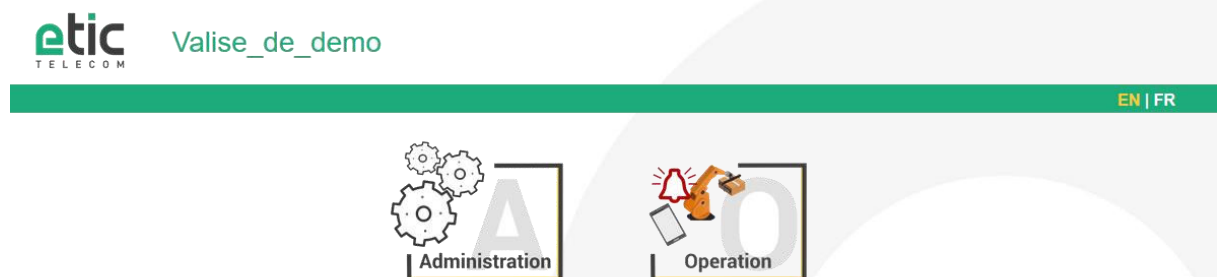 etic
TELECOM
Valise_de_demo
EN | FR
A
O
Administration
Operation